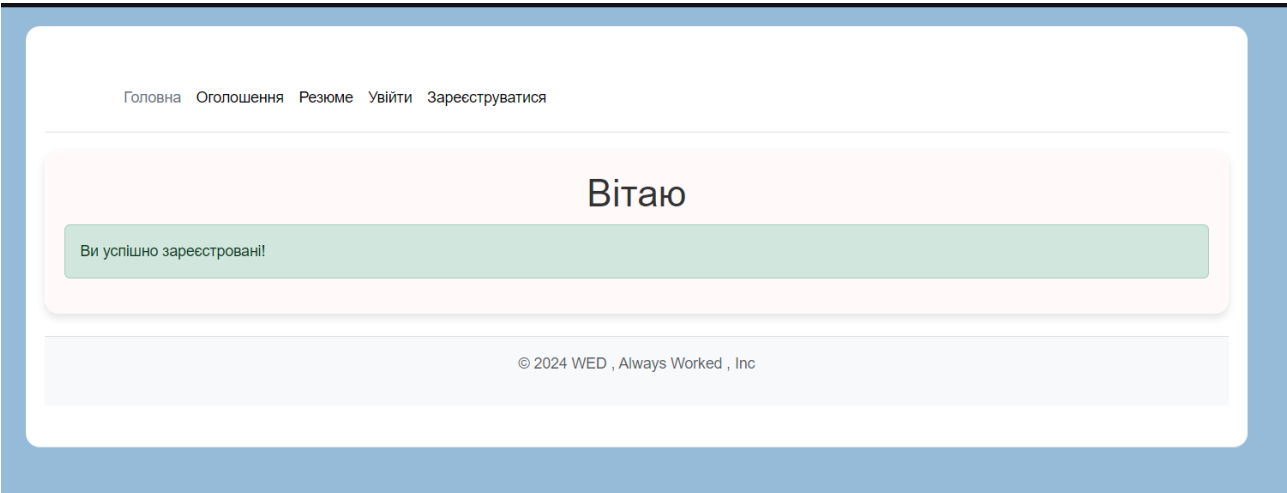 Головна Оголошення Резюме Увійти Зареєструватися
Вітаю
Ви успішно зареєстровані!
© 2024 WED , Always Worked , Inc